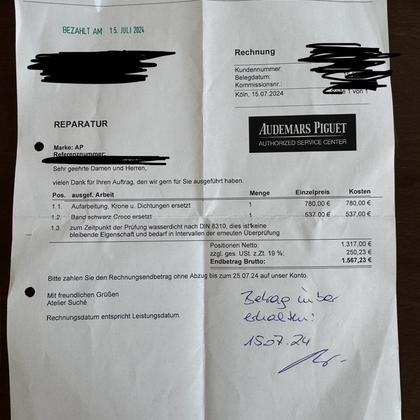 BEZAHLT AM 15. JULI 2024
Rechnung
Kundennummer:
Belegdatum:
Kommissionsnr.:
Seite 1 von 1
Köln, 15.07.2024
REPARATUR
AUDEMARS PIGUET
AUTHORIZED SERVICE CENTER
Marke: AP
Referenznummer:
Sehr geehrte Damen und Herren,
vielen Dank für Ihren Auftrag, den wir gern für Sie ausgeführt haben.
Pos. ausgef. Arbeit Menge Einzelpreis Kosten
1.1. Aufarbeitung, Krone u. Dichtungen ersetzt 1 780,00 € 780,00 €
1.2. Band schwarz Croco ersetzt 1 537,00 € 537,00 €
1.3. zum Zeitpunkt der Prüfung wasserdicht nach DIN 8310, dies ist keine
bleibende Eigenschaft und bedarf in Intervallen der erneuten Überprüfung
Positionen Netto: 1.317,00 €
zzgl. ges. USt. z.Zt. 19 %: 250,23 €
Endbetrag Brutto: 1.567,23 €
Bitte zahlen Sie den Rechnungsendbetrag ohne Abzug bis zum 25.07.24 auf unser Konto.
Mit freundlichen Grüßen
Atelier Suché
Rechnungsdatum entspricht Leistungsdatum.
Betrag in bar
erhalten:
15.07.24